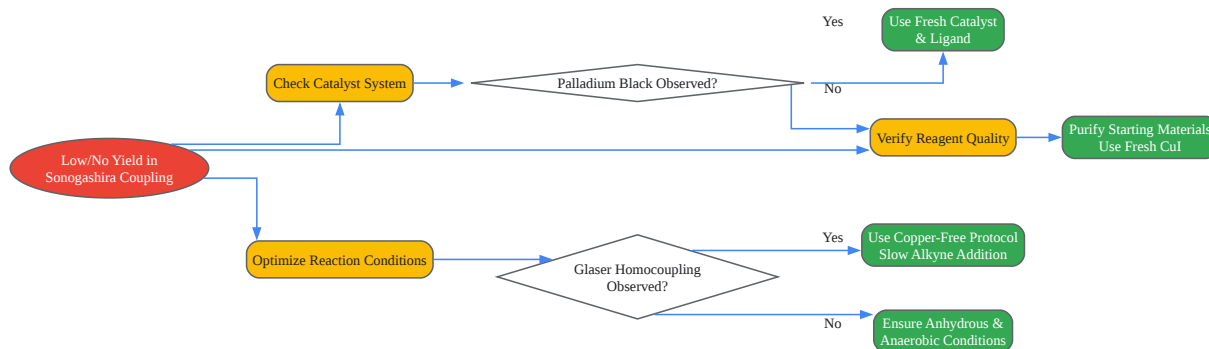 Yes
Use Fresh Catalyst
& Ligand
Check Catalyst System
Palladium Black Observed?
No
Verify Reagent Quality
Purify Starting Materials
Use Fresh CuI
Low/No Yield in
Sonogashira Coupling
Optimize Reaction Conditions
Glaser Homocoupling
Observed?
Yes
Use Copper-Free Protocol
Slow Alkyne Addition
No
Ensure Anhydrous &
Anaerobic Conditions